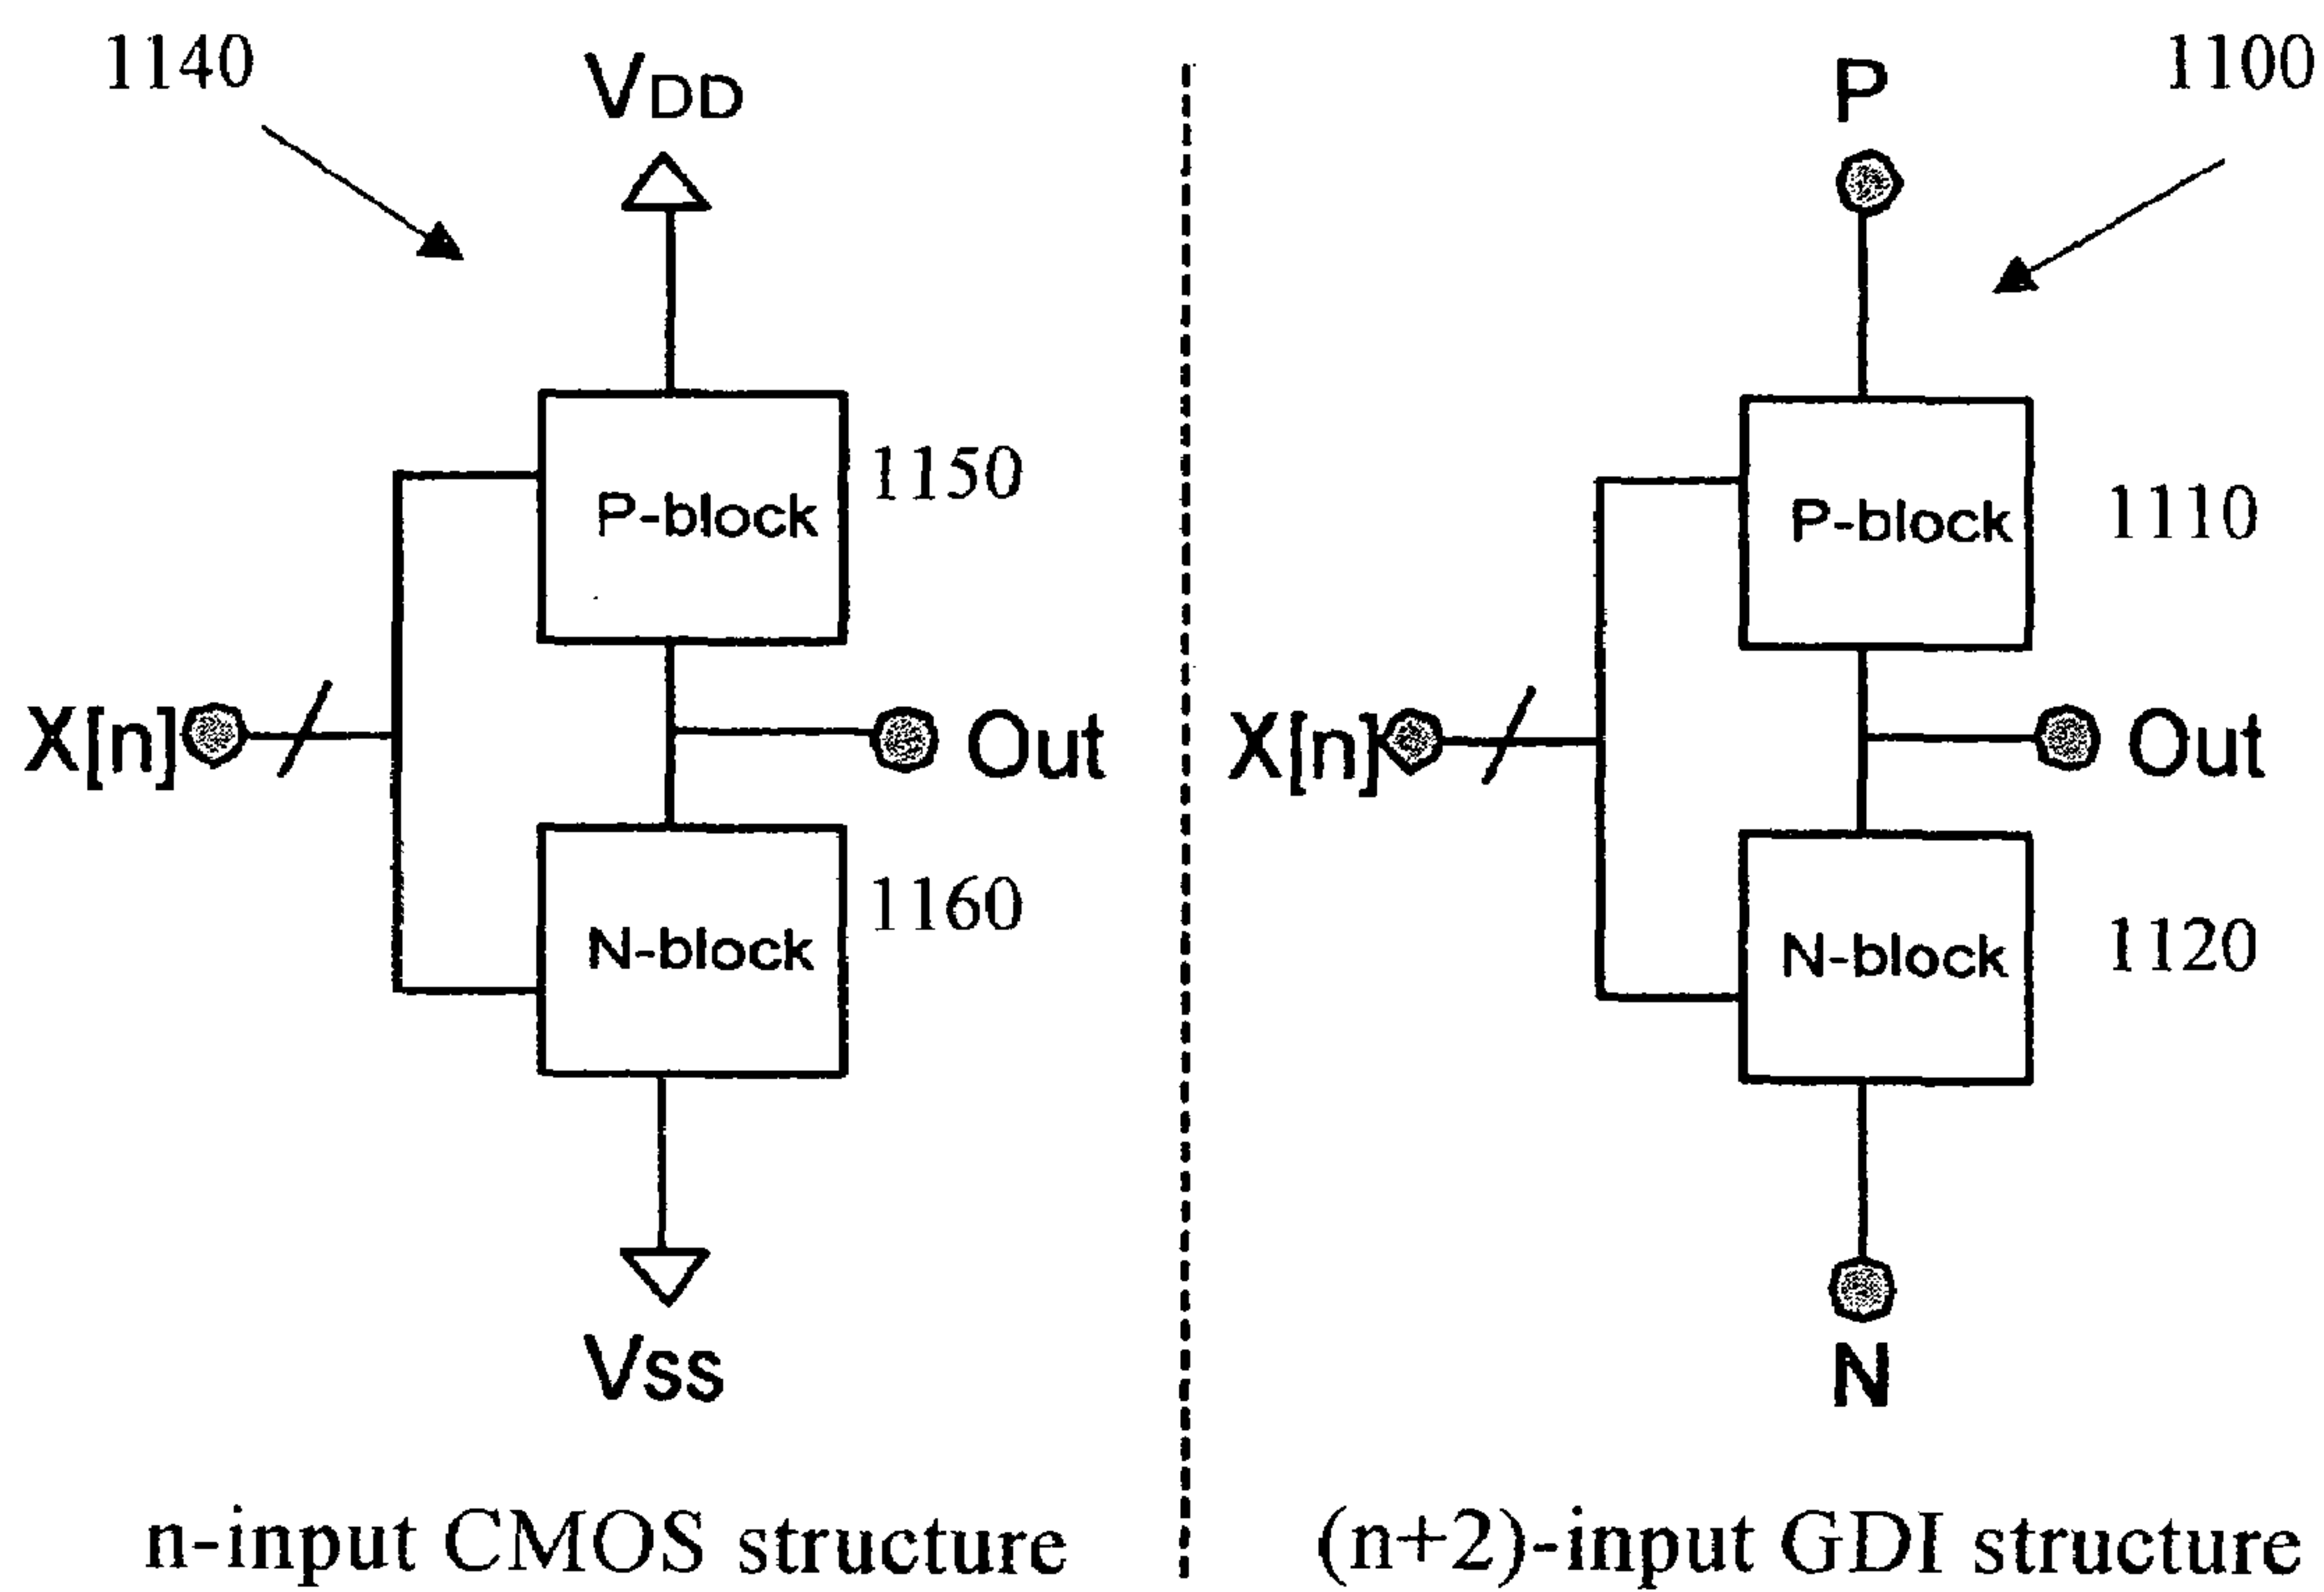 1140
VDD
P-block
1150
X[n]
Out
N-block
1160
VSS
n-input CMOS structure
1100
P
P-block
1110
X[n]
Out
N-block
1120
N
(n+2)-input GDI structure